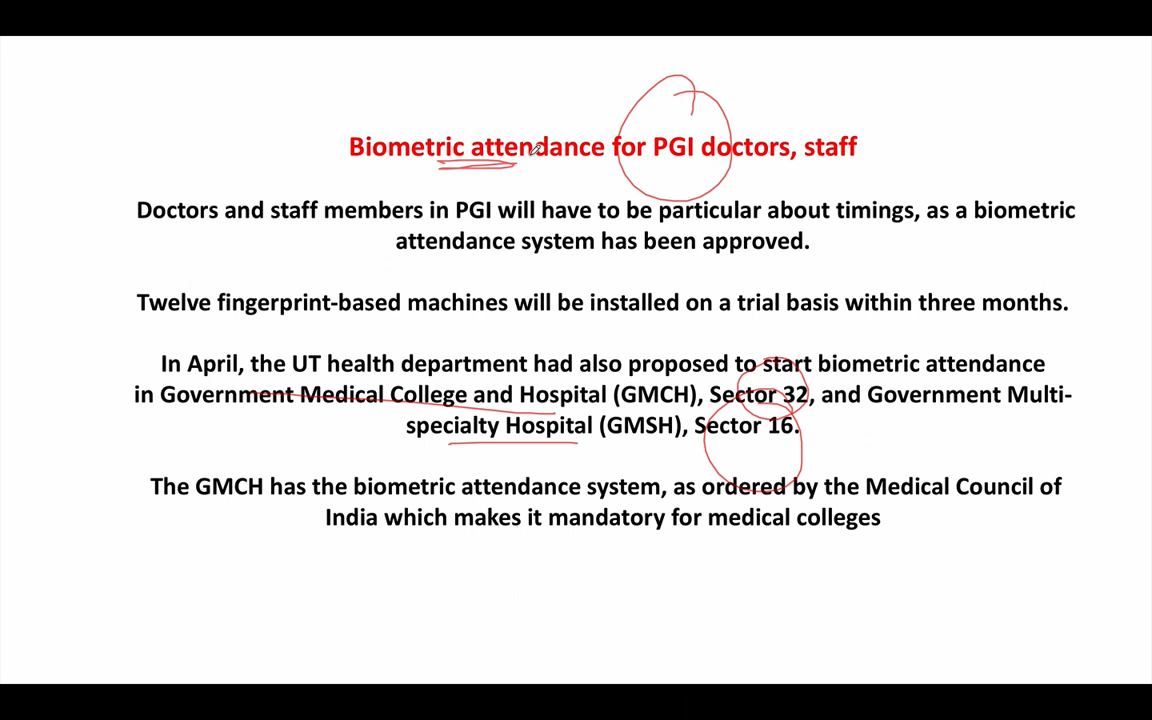 Biometric attendance for PGI doctors, staff
Doctors and staff members in PGI will have to be particular about timings, as a biometric
attendance system has been approved.
Twelve fingerprint-based machines will be installed on a trial basis within three months.
In April, the UT health department had also proposed to start biometric attendance
in Government Medical College and Hospital (GMCH), Sector 32, and Government Multi-
specialty Hospital (GMSH), Sector 16.
The GMCH has the biometric attendance system, as ordered by the Medical Council of
India which makes it mandatory for medical colleges